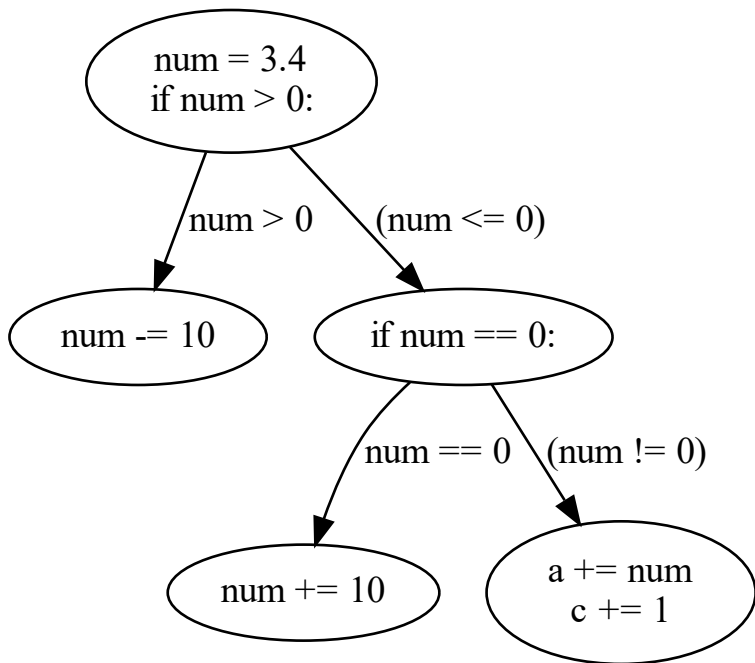 num = 3.4
if num > 0:
num > 0
(num <= 0)
num -= 10
if num == 0:
num == 0
(num != 0)
num += 10
a += num
c += 1